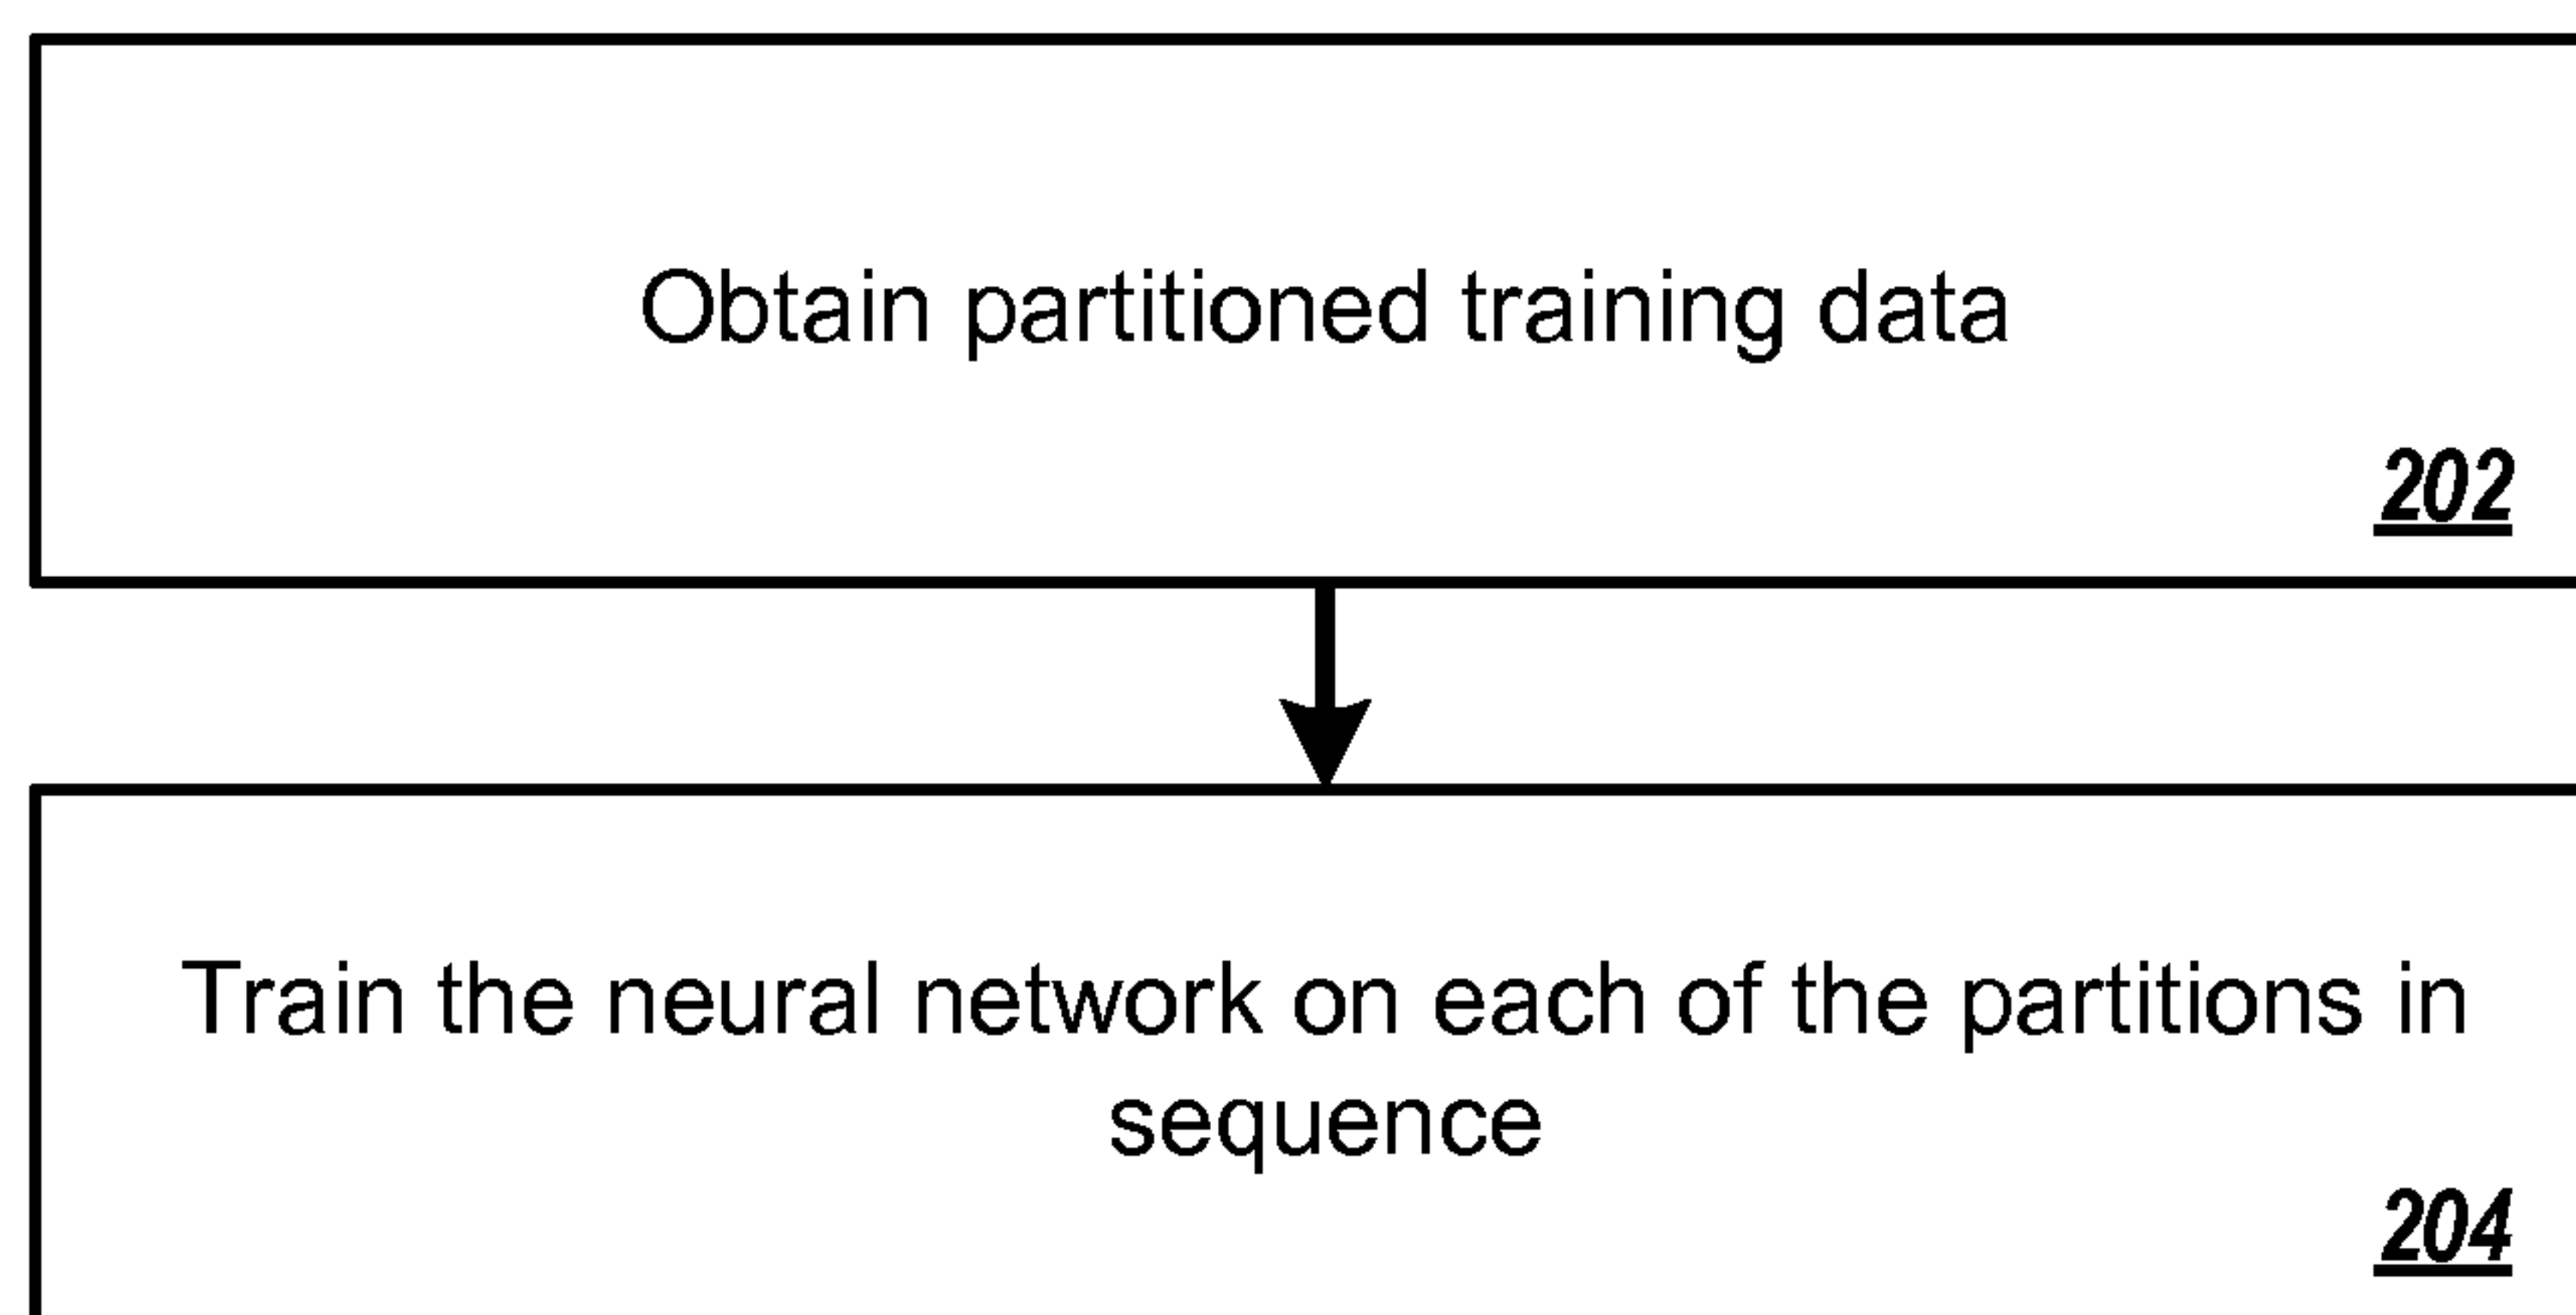 Obtain partitioned training data
202
Train the neural network on each of the partitions in
sequence
204